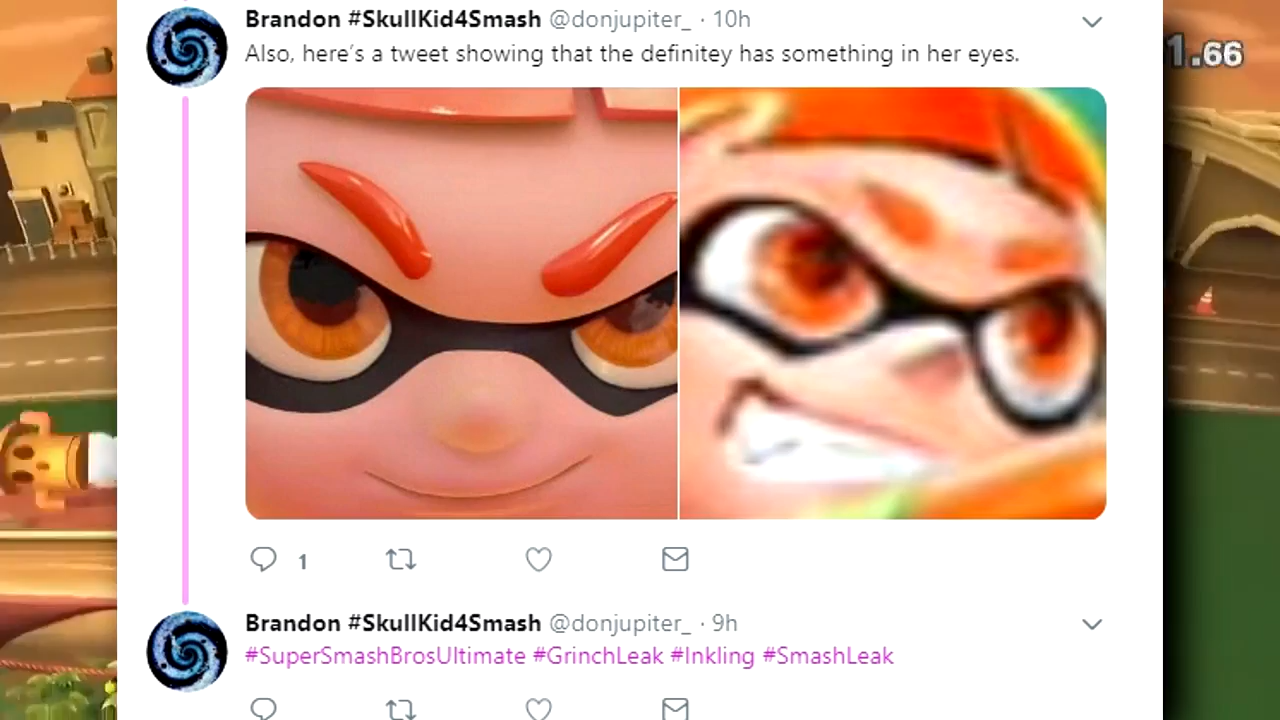 Brandon #SkullKid4Smash @donjupiter_ · 10h
Also, here's a tweet showing that the definitey has something in her eyes.
1.66
1
Brandon #SkullKid4Smash @donjupiter_ · 9h
#SuperSmashBrosUltimate #GrinchLeak #Inkling #SmashLeak